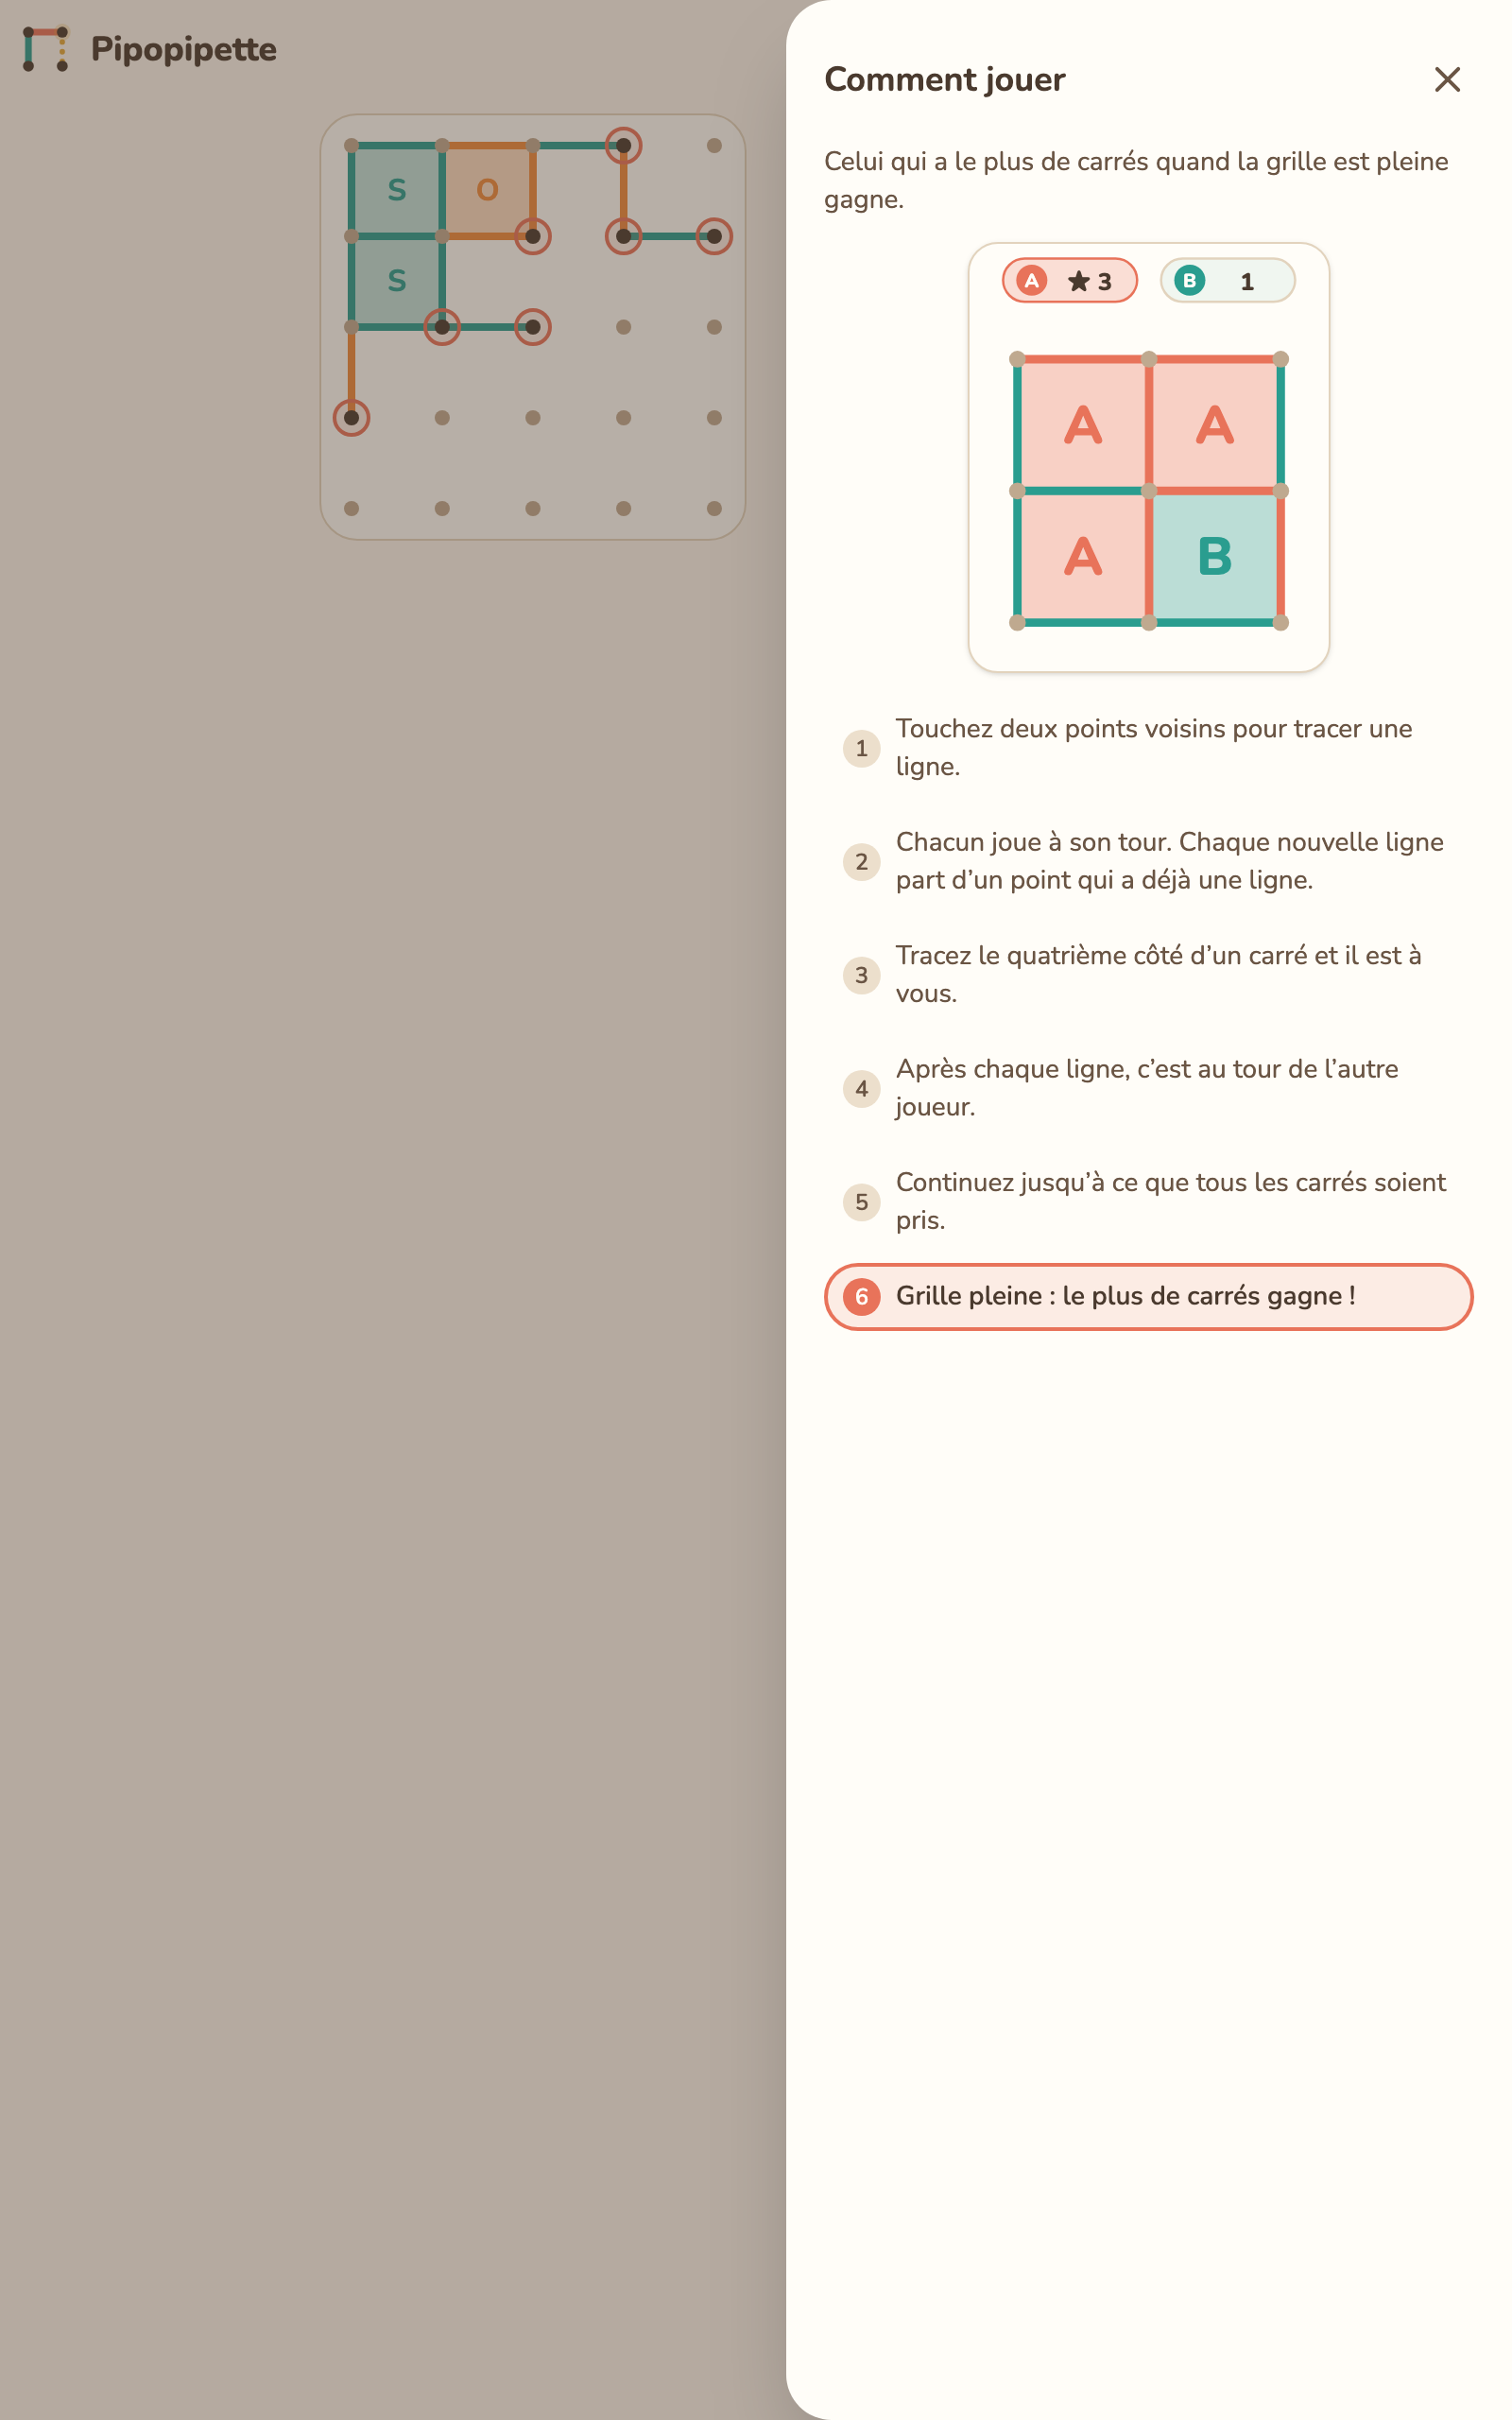 Pipopipette
S O
S
Comment jouer
Celui qui a le plus de carrés quand la grille est pleine
gagne.
A ★ 3 B 1
A A
A B
1 Touchez deux points voisins pour tracer une
ligne.
2 Chacun joue à son tour. Chaque nouvelle ligne
part d’un point qui a déjà une ligne.
3 Tracez le quatrième côté d’un carré et il est à
vous.
4 Après chaque ligne, c’est au tour de l’autre
joueur.
5 Continuez jusqu’à ce que tous les carrés soient
pris.
6 Grille pleine : le plus de carrés gagne !